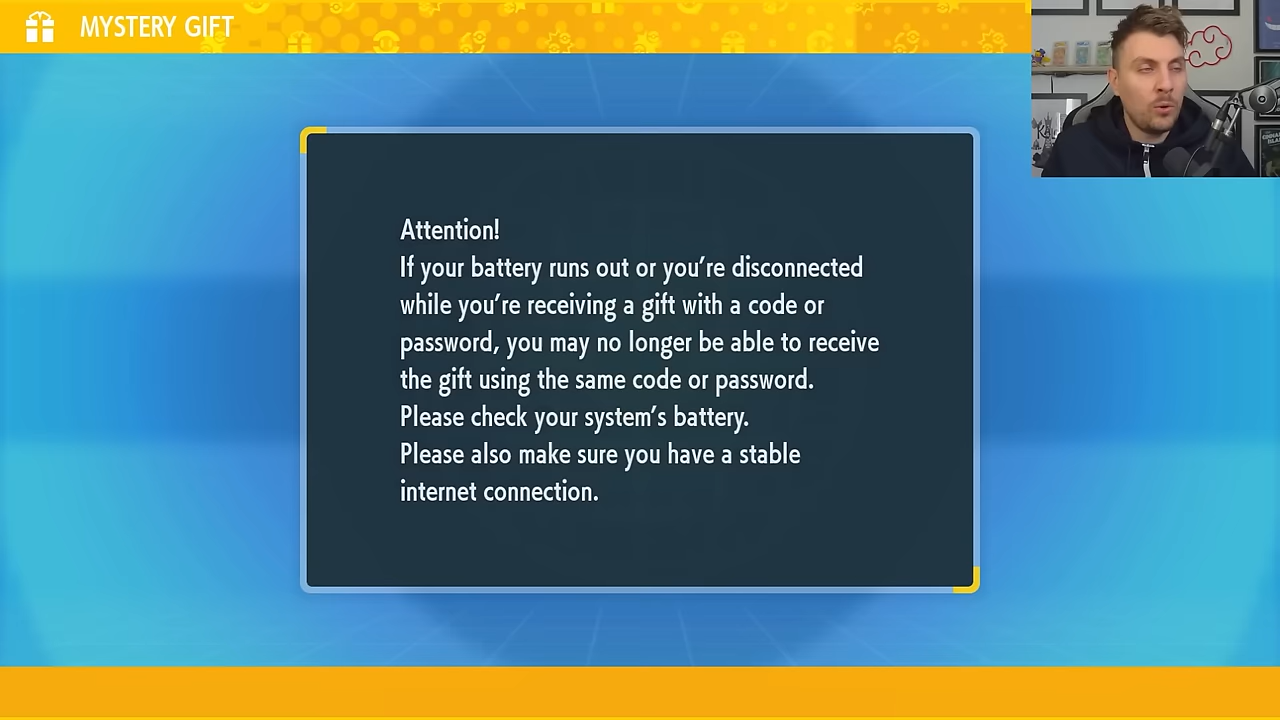 MYSTERY GIFT
Attention!
If your battery runs out or you're disconnected
while you're receiving a gift with a code or
password, you may no longer be able to receive
the gift using the same code or password.
Please check your system's battery.
Please also make sure you have a stable
internet connection.